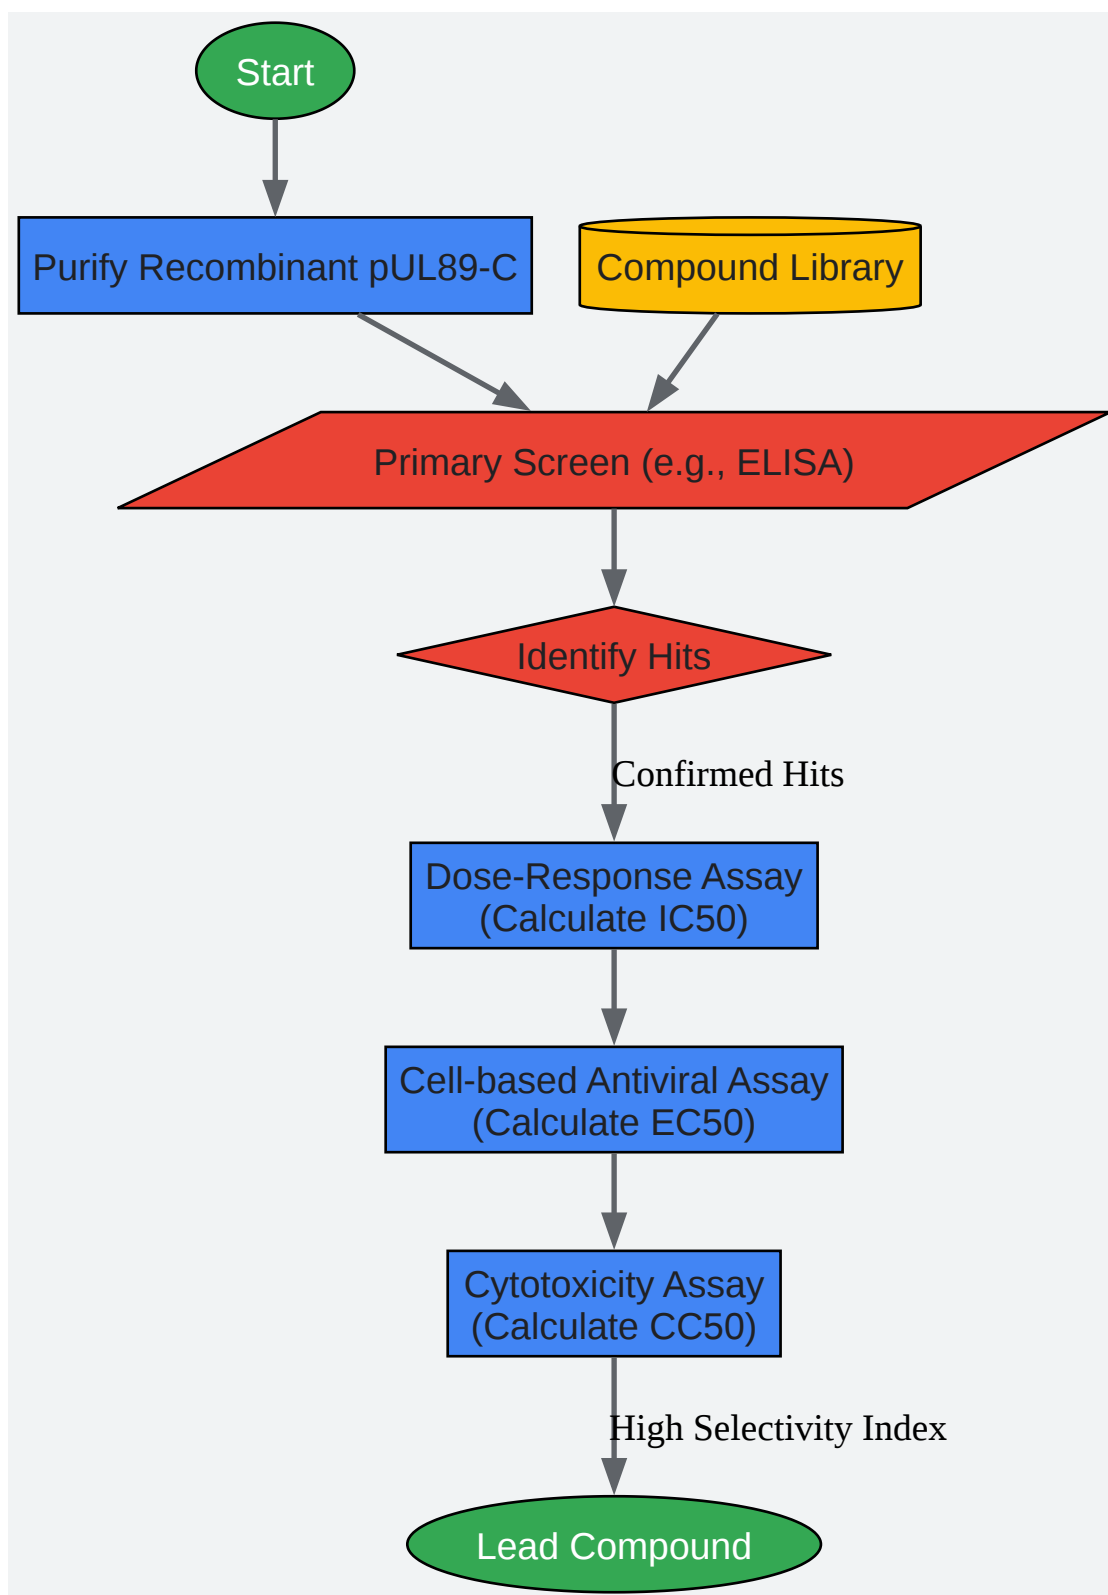 Start
Purify Recombinant pUL89-C
Compound Library
Primary Screen (e.g., ELISA)
Identify Hits
Confirmed Hits
Dose-Response Assay
(Calculate IC50)
Cell-based Antiviral Assay
(Calculate EC50)
Cytotoxicity Assay
(Calculate CC50)
High Selectivity Index
Lead Compound